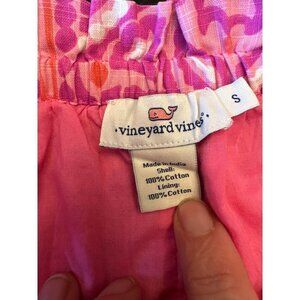 vineyard vines®
S
Made in India
Shell:
100% Cotton
Lining:
100% Cotton